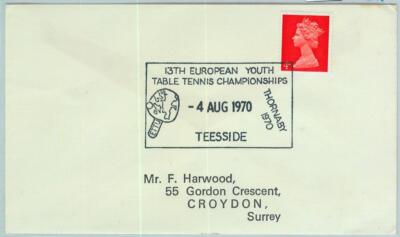 13TH EUROPEAN YOUTH
TABLE TENNIS CHAMPIONSHIPS
- 4 AUG 1970
THORNABY
1970
TEESSIDE
Mr. F. Harwood,
55 Gordon Crescent,
CROYDON,
Surrey